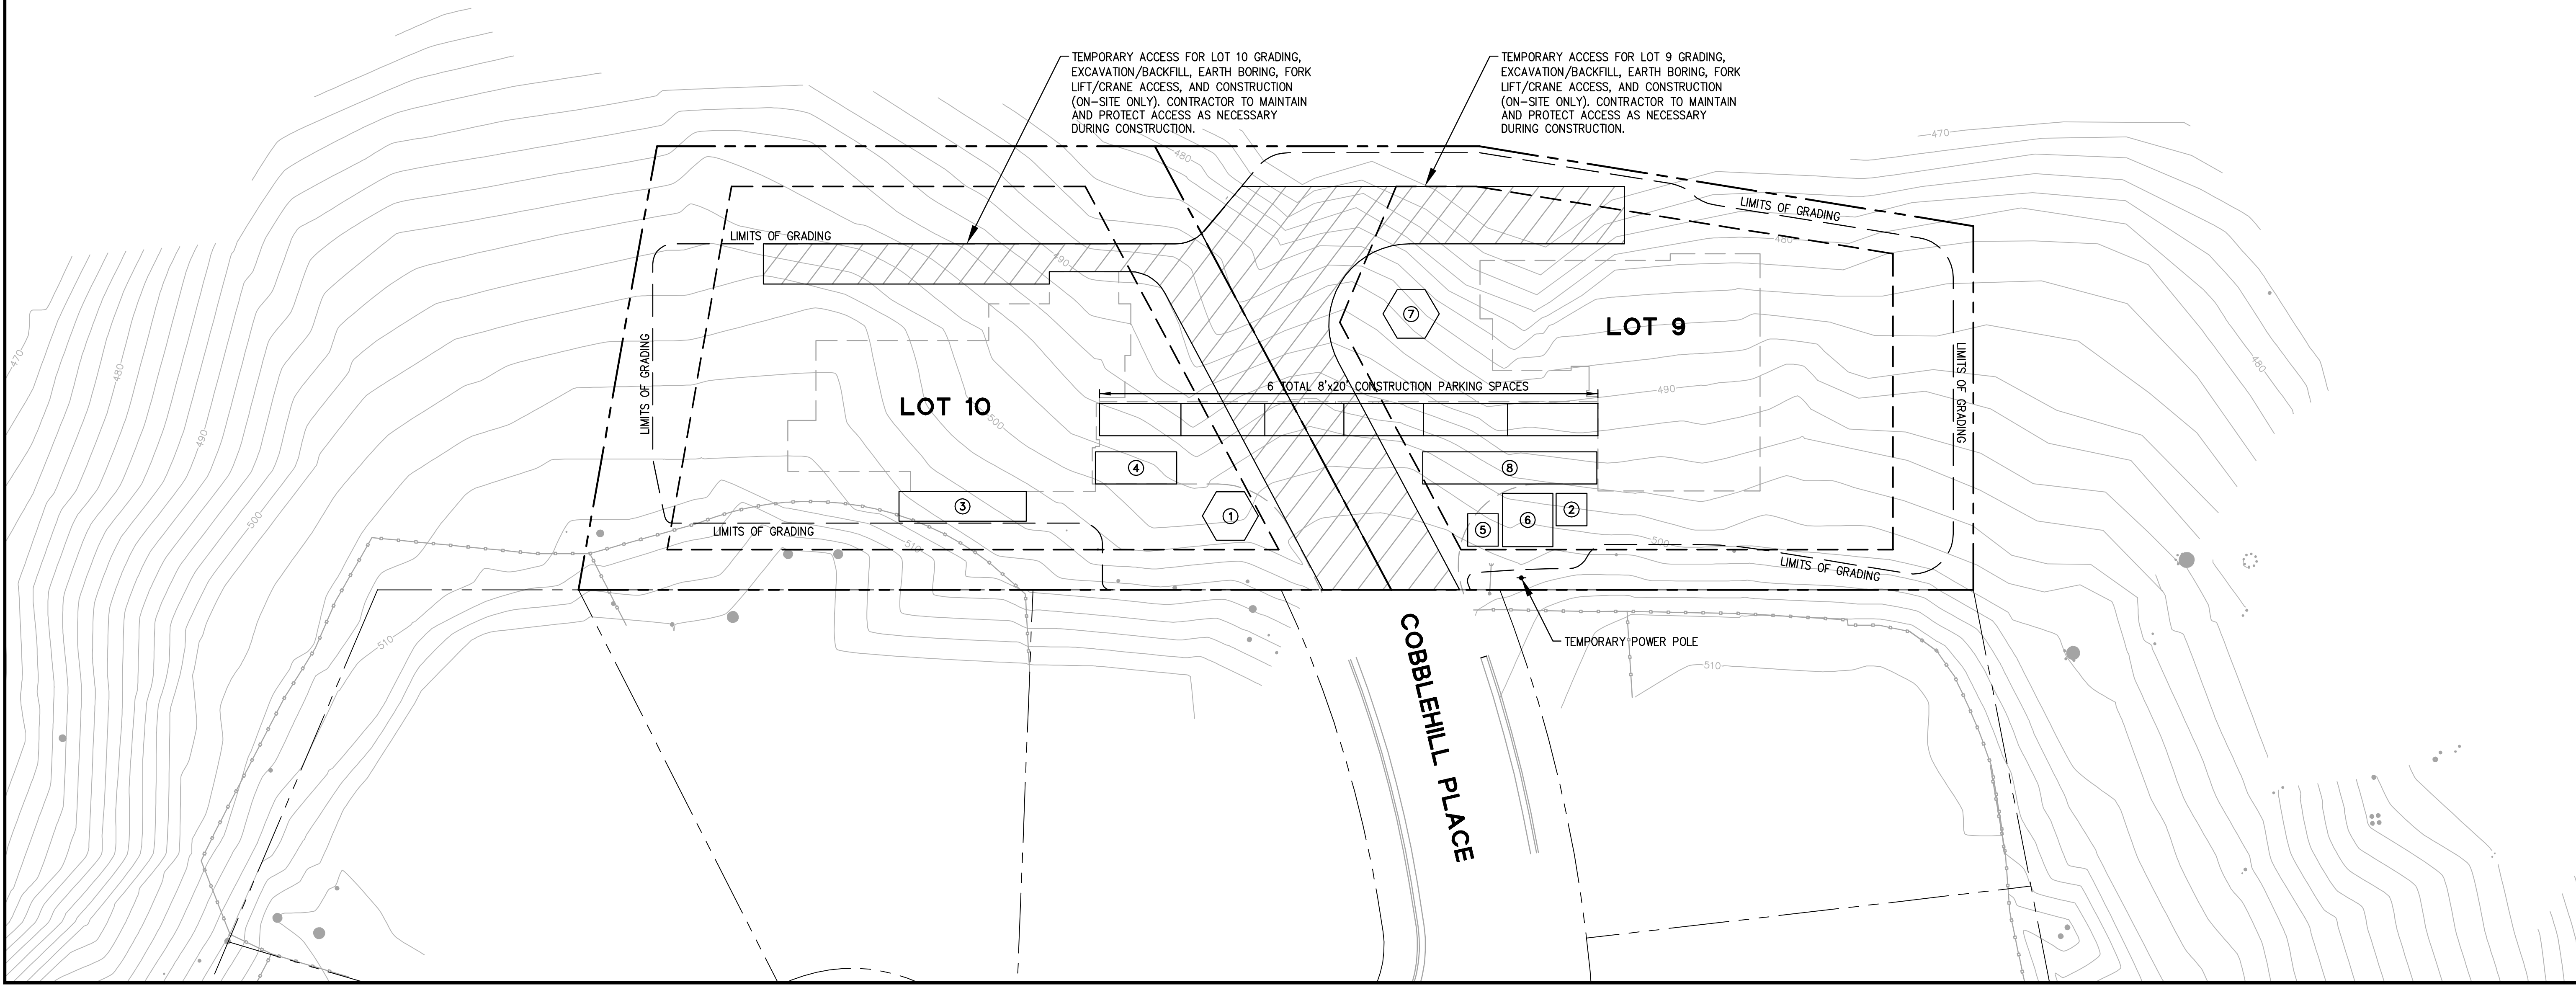 TEMPORARY ACCESS FOR LOT 10 GRADING,
EXCAVATION/BACKFILL, EARTH BORING, FORK
LIFT/CRANE ACCESS, AND CONSTRUCTION
(ON-SITE ONLY). CONTRACTOR TO MAINTAIN
AND PROTECT ACCESS AS NECESSARY
DURING CONSTRUCTION.
TEMPORARY ACCESS FOR LOT 9 GRADING,
EXCAVATION/BACKFILL, EARTH BORING, FORK
LIFT/CRANE ACCESS, AND CONSTRUCTION
(ON-SITE ONLY). CONTRACTOR TO MAINTAIN
AND PROTECT ACCESS AS NECESSARY
DURING CONSTRUCTION.
470
480
LIMITS OF GRADING
LIMITS OF GRADING
480
490
7
LOT 9
470
480
LIMITS OF GRADING
LIMITS OF GRADING
480
6 TOTAL 8'x20' CONSTRUCTION PARKING SPACES
490
LOT 10
500
490
4
8
3
1
2
5
6
500
LIMITS OF GRADING
510
500
LIMITS OF GRADING
510
TEMPORARY POWER POLE
510
COBBLEHILL PLACE